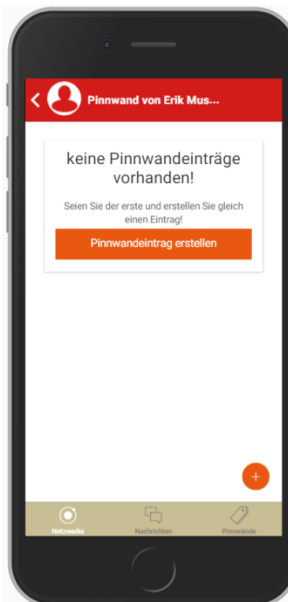 Pinnwand von Erik Mus...
keine Pinnwandeinträge
vorhanden!
Seien Sie der erste und erstellen Sie gleich
einen Eintrag!
Pinnwandeintrag erstellen
+
Netzwerke
Nachrichten
Pinnwände